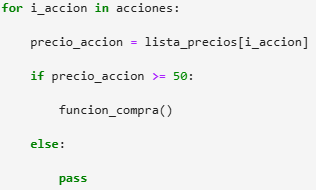 for i_accion in acciones:
    precio_accion = lista_precios[i_accion]
    if precio_accion >= 50:
        funcion_compra()
    else:
        pass